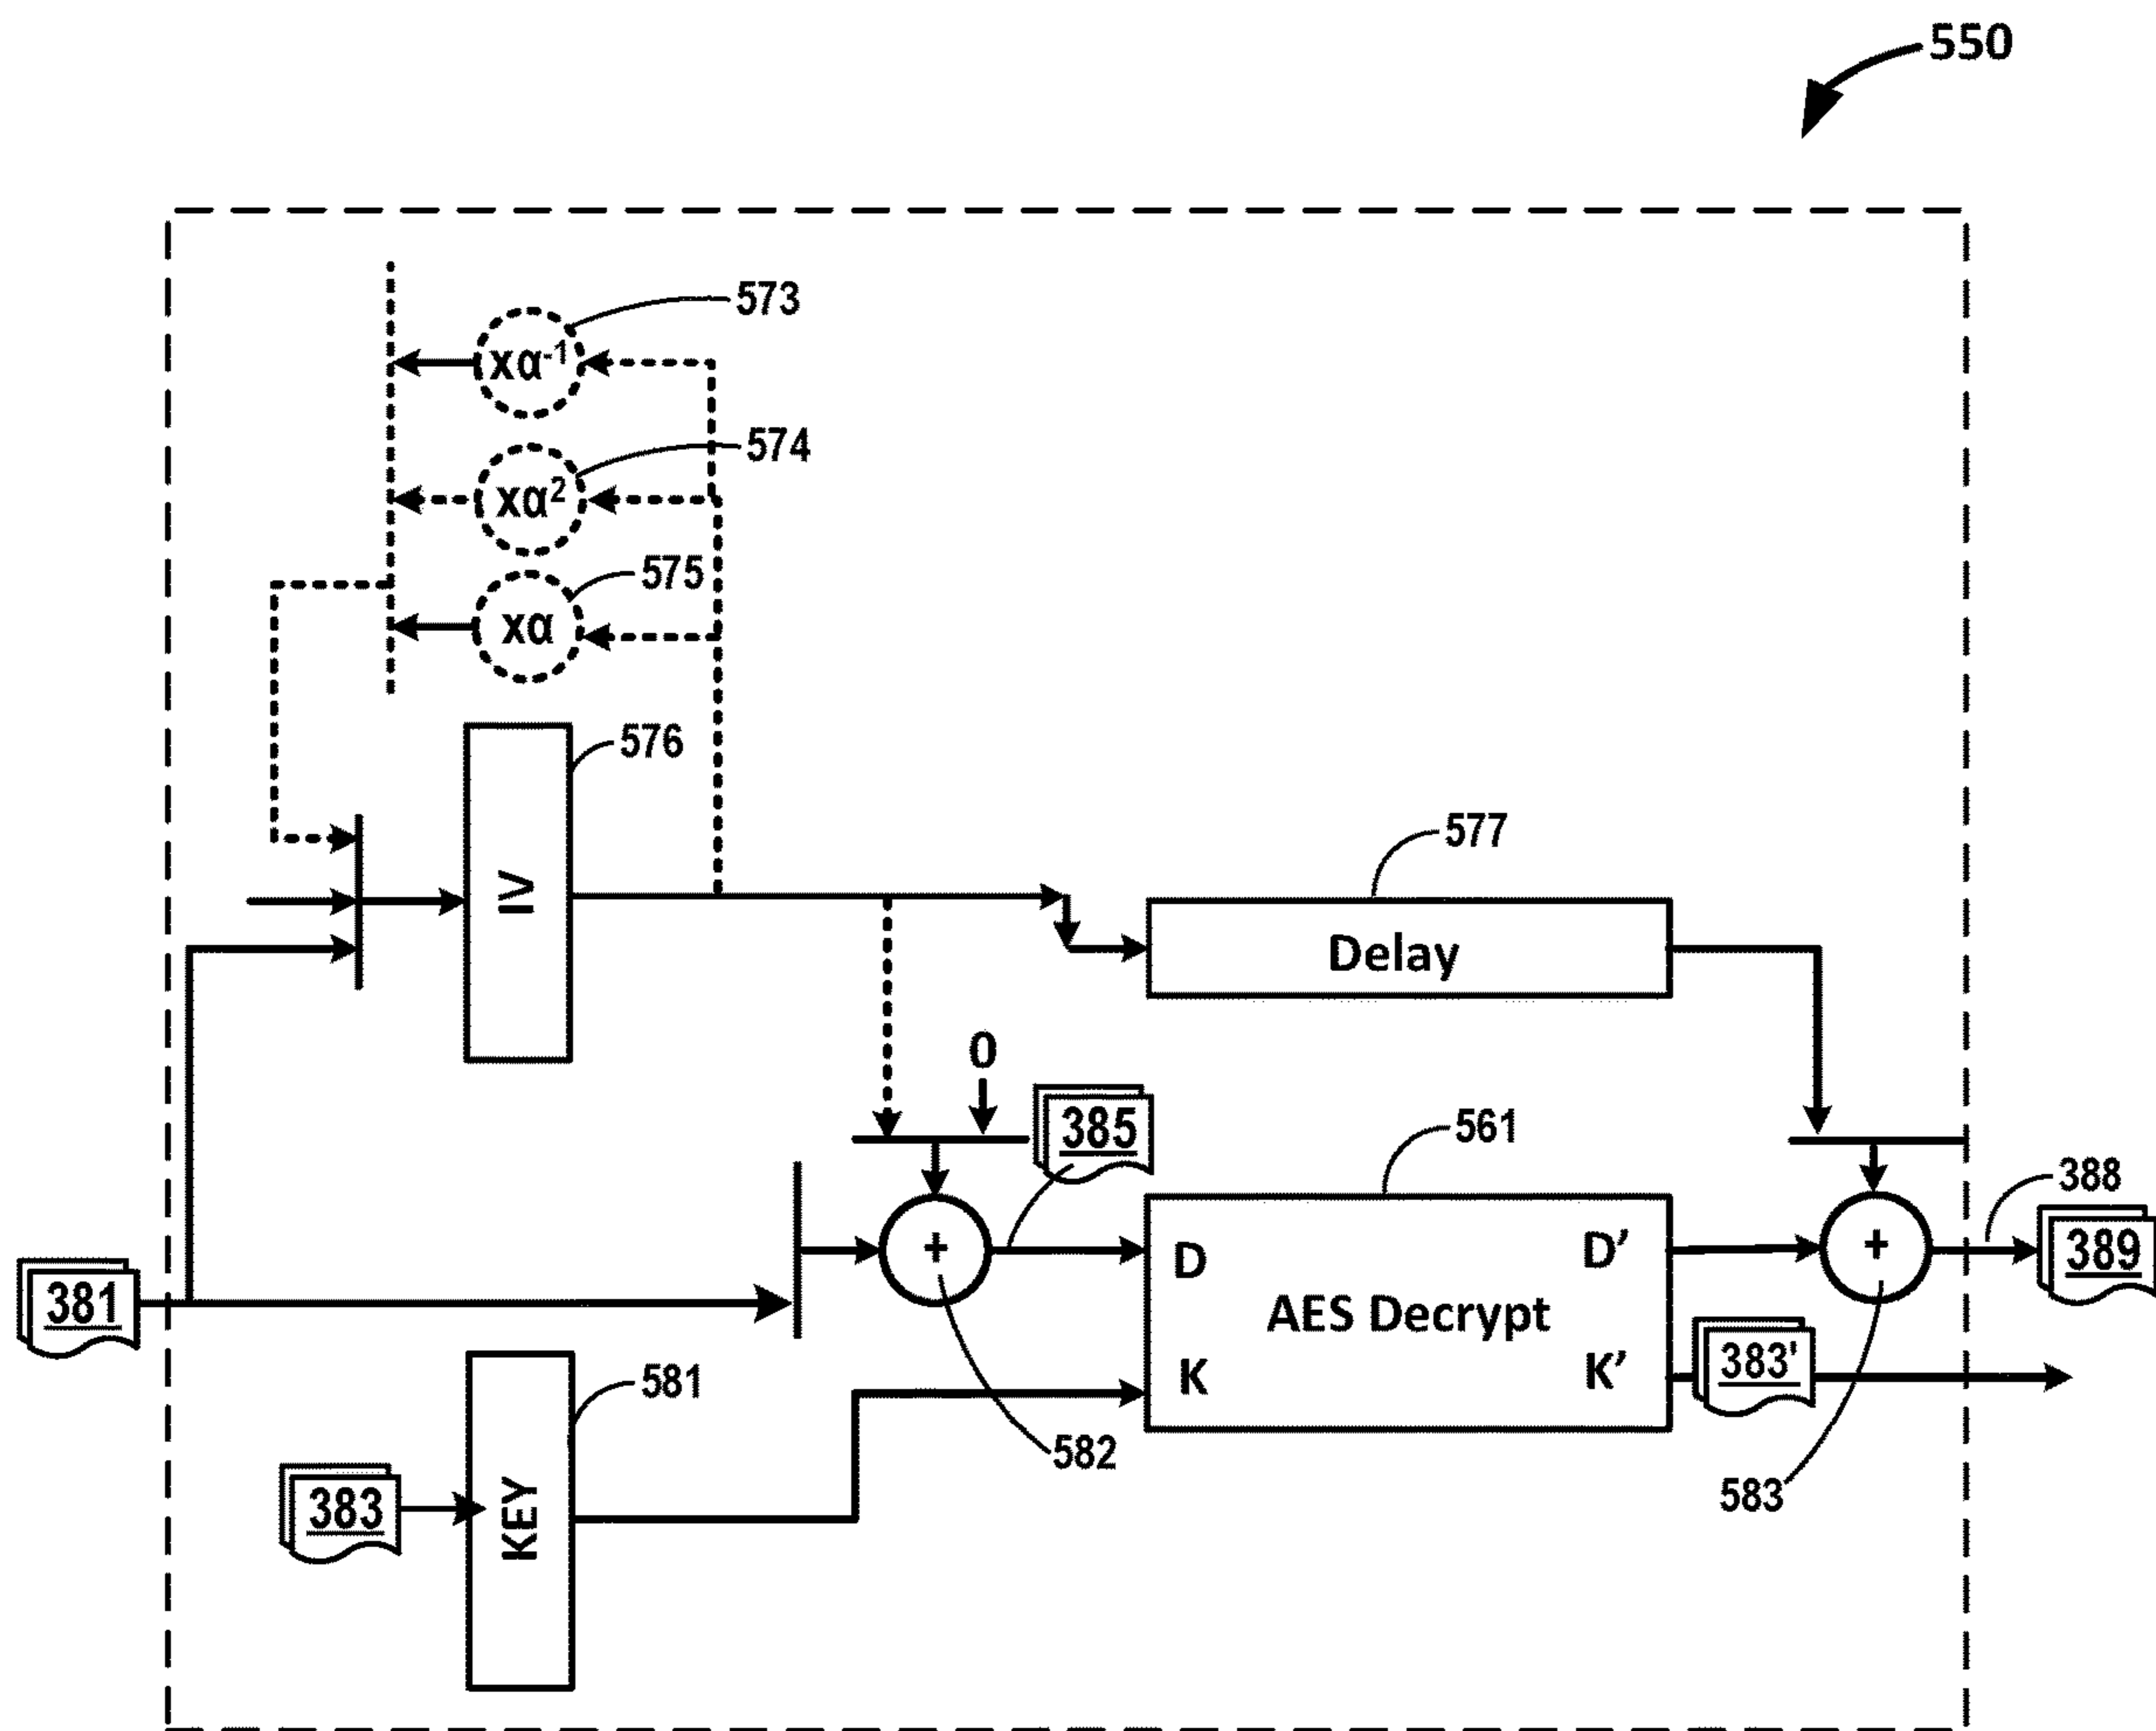 550
573
xα⁻¹
574
xα²
575
xα
576
IV
577
Delay
0
385
561
388
D
D′
389
381
AES Decrypt
K
K′
383'
581
582
383
KEY
583